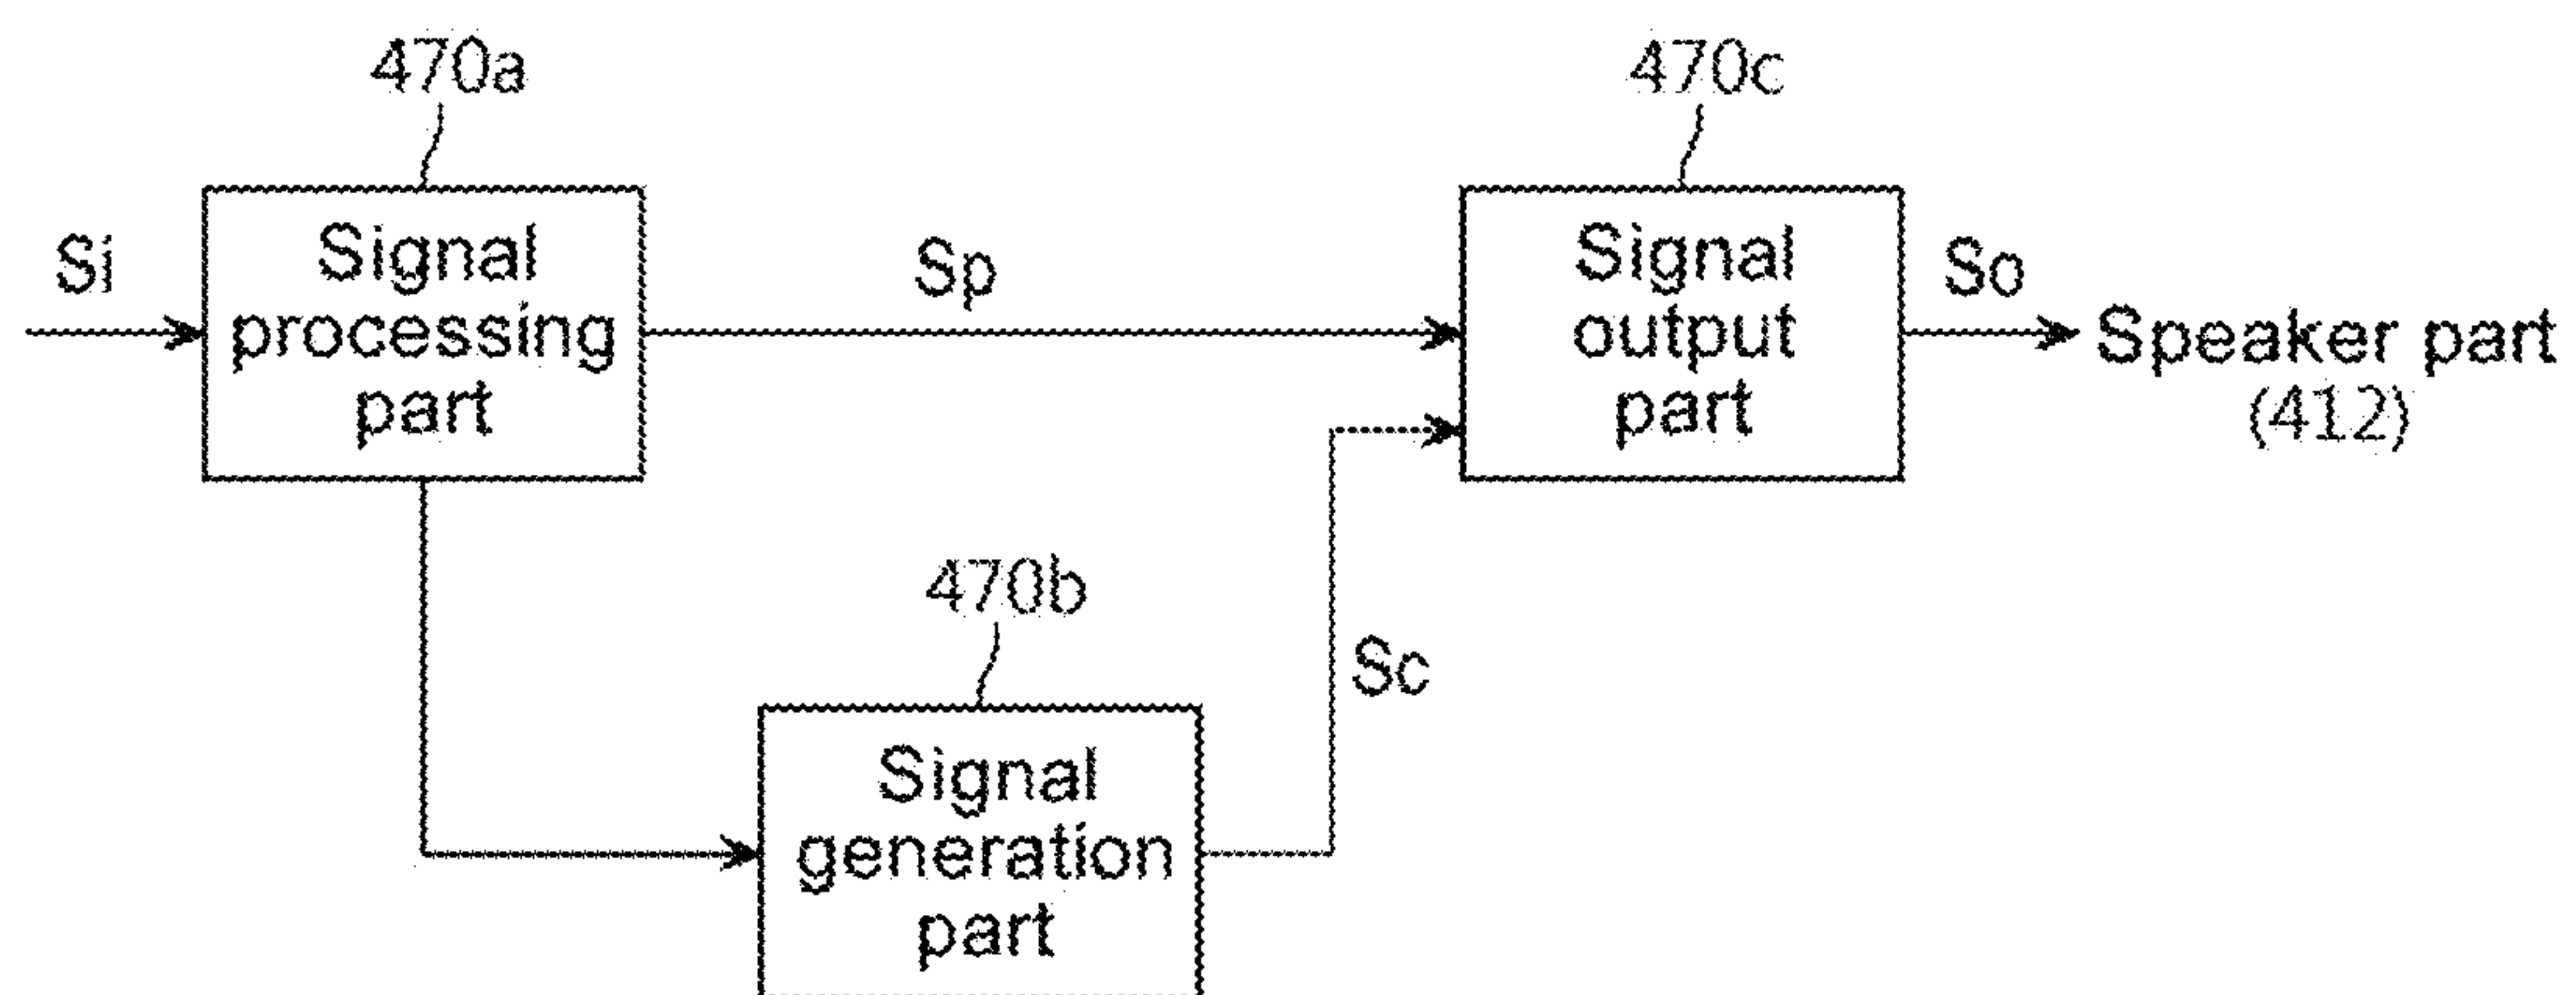 470a
470c
Si
Signal
processing
part
Sp
Signal
output
part
So
Speaker part
(412)
470b
Sc
Signal
generation
part